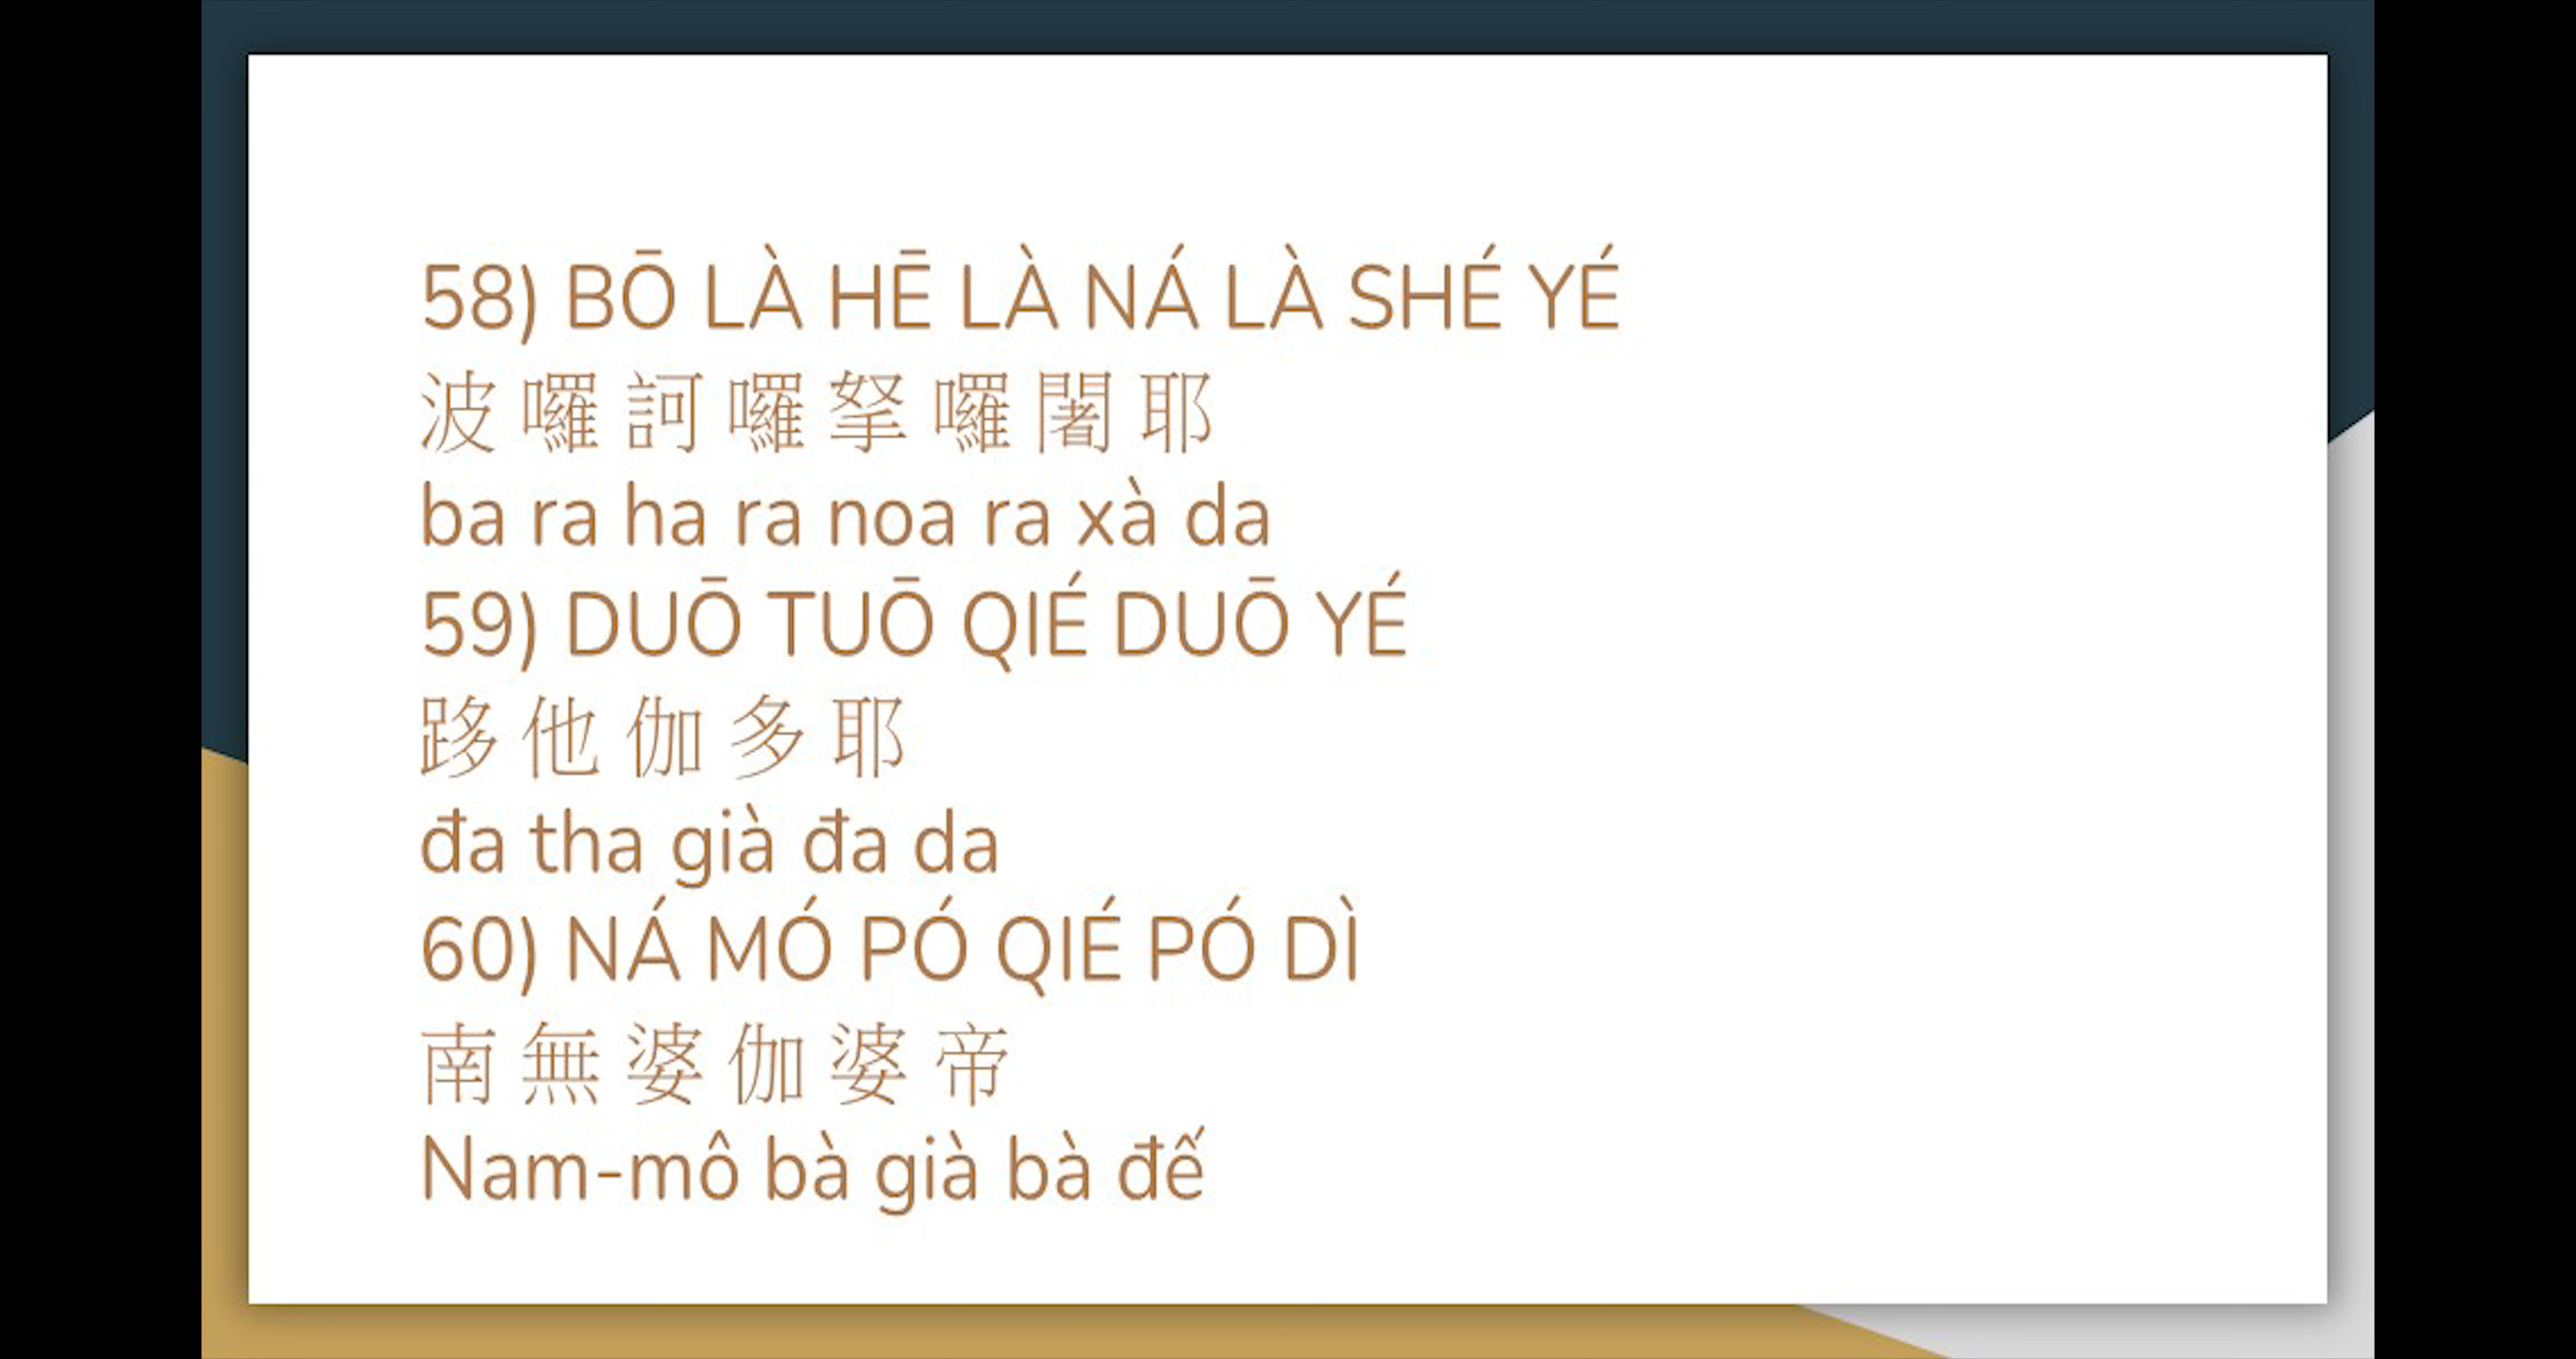 58) BŌ LÀ HĒ LÀ NÁ LÀ SHÉ YÉ
波 囉 訶 囉 拏 囉 闍 耶
ba ra ha ra noa ra xà da
59) DUŌ TUŌ QIÉ DUŌ YÉ
跢 他 伽 多 耶
đa tha già đa da
60) NÁ MÓ PÓ QIÉ PÓ DÌ
南 無 婆 伽 婆 帝
Nam-mô bà già bà đế